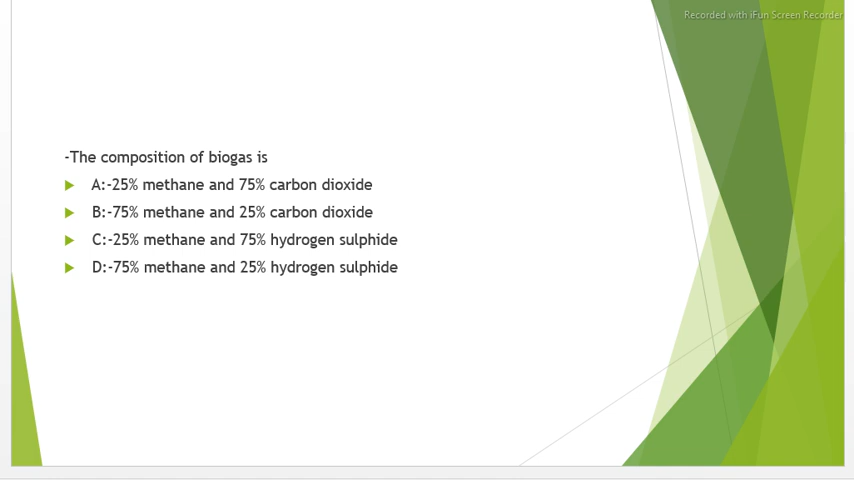 Recorded with iFun Screen Recorder
-The composition of biogas is
A:-25% methane and 75% carbon dioxide
B:-75% methane and 25% carbon dioxide
C:-25% methane and 75% hydrogen sulphide
D:-75% methane and 25% hydrogen sulphide